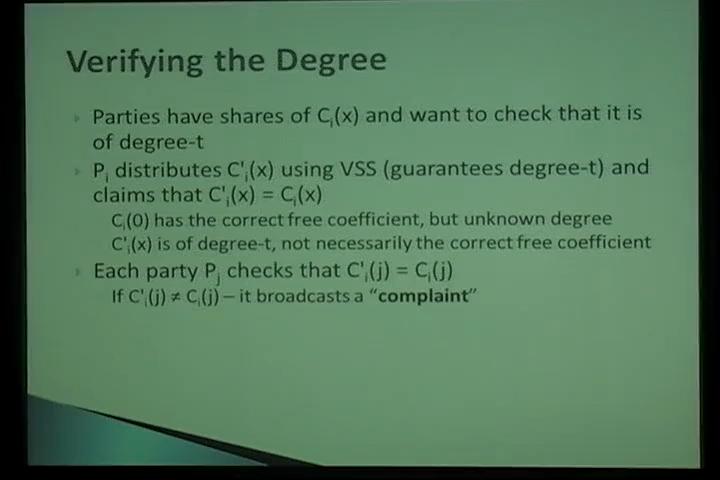 Verifying the Degree
Parties have shares of Cᵢ(x) and want to check that it is
of degree-t
Pᵢ distributes C'ᵢ(x) using VSS (guarantees degree-t) and
claims that C'ᵢ(x) = Cᵢ(x)
Cᵢ(0) has the correct free coefficient, but unknown degree
C'ᵢ(x) is of degree-t, not necessarily the correct free coefficient
Each party Pⱼ checks that C'ᵢ(j) = Cᵢ(j)
If C'ᵢ(j) ≠ Cᵢ(j) – it broadcasts a “complaint”